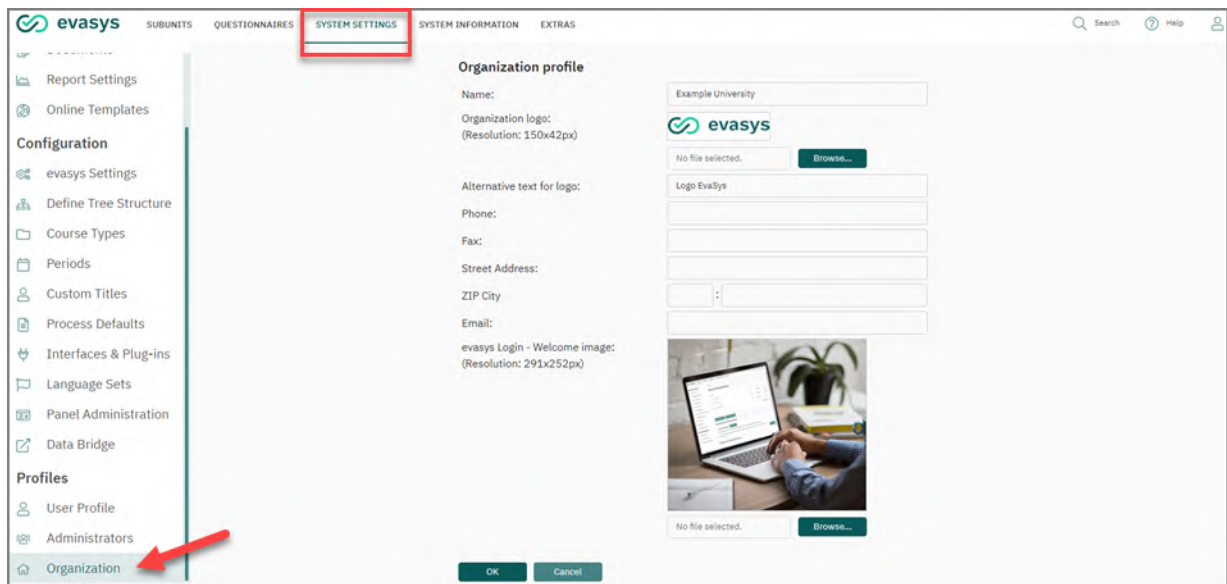 evasys
SUBUNITS QUESTIONNAIRES SYSTEM SETTINGS SYSTEM INFORMATION EXTRAS
Search Help
Report Settings
Online Templates
Configuration
evasys Settings
Define Tree Structure
Course Types
Periods
Custom Titles
Process Defaults
Interfaces & Plug-ins
Language Sets
Panel Administration
Data Bridge
Profiles
User Profile
Administrators
Organization
Organization profile
Name: Example University
Organization logo:
(Resolution: 150x42px)
evasys
No file selected. Browse...
Alternative text for logo: Logo EvaSys
Phone:
Fax:
Street Address:
ZIP City :
Email:
evasys Login - Welcome image:
(Resolution: 291x252px)
No file selected. Browse...
OK Cancel